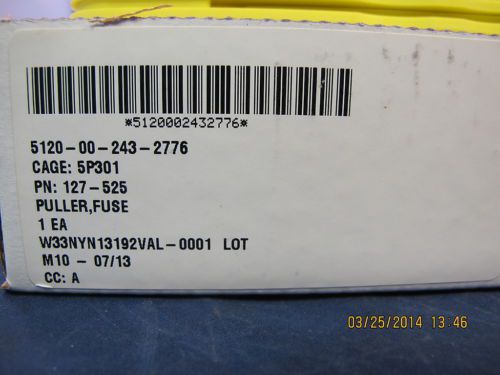 *5120002432776*
5120-00-243-2776
CAGE: 5P301
PN: 127-525
PULLER,FUSE
1 EA
W33NYN13192VAL-0001 LOT
M10 - 07/13
CC: A
03/25/2014 13:46